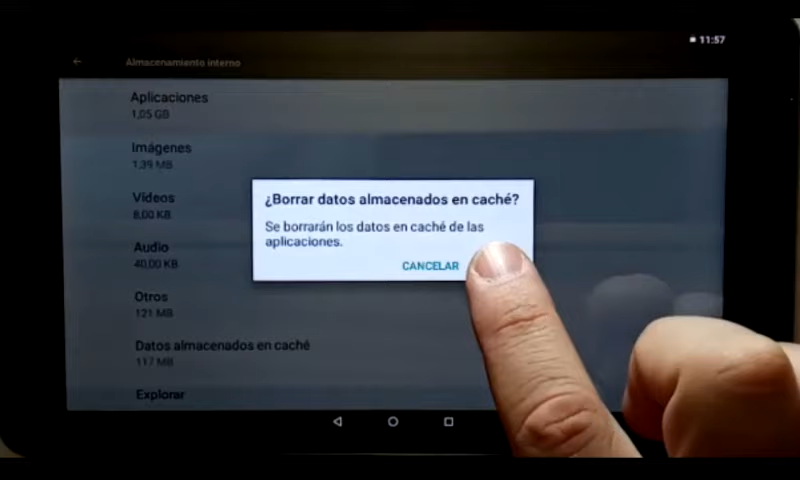 11:57
Almacenamiento interno
Aplicaciones
1,05 GB
Imágenes
1,39 MB
Vídeos
8,00 KB
Audio
40,00 KB
Otros
121 MB
Datos almacenados en caché
117 MB
Explorar
¿Borrar datos almacenados en caché?
Se borrarán los datos en caché de las
aplicaciones.
CANCELAR